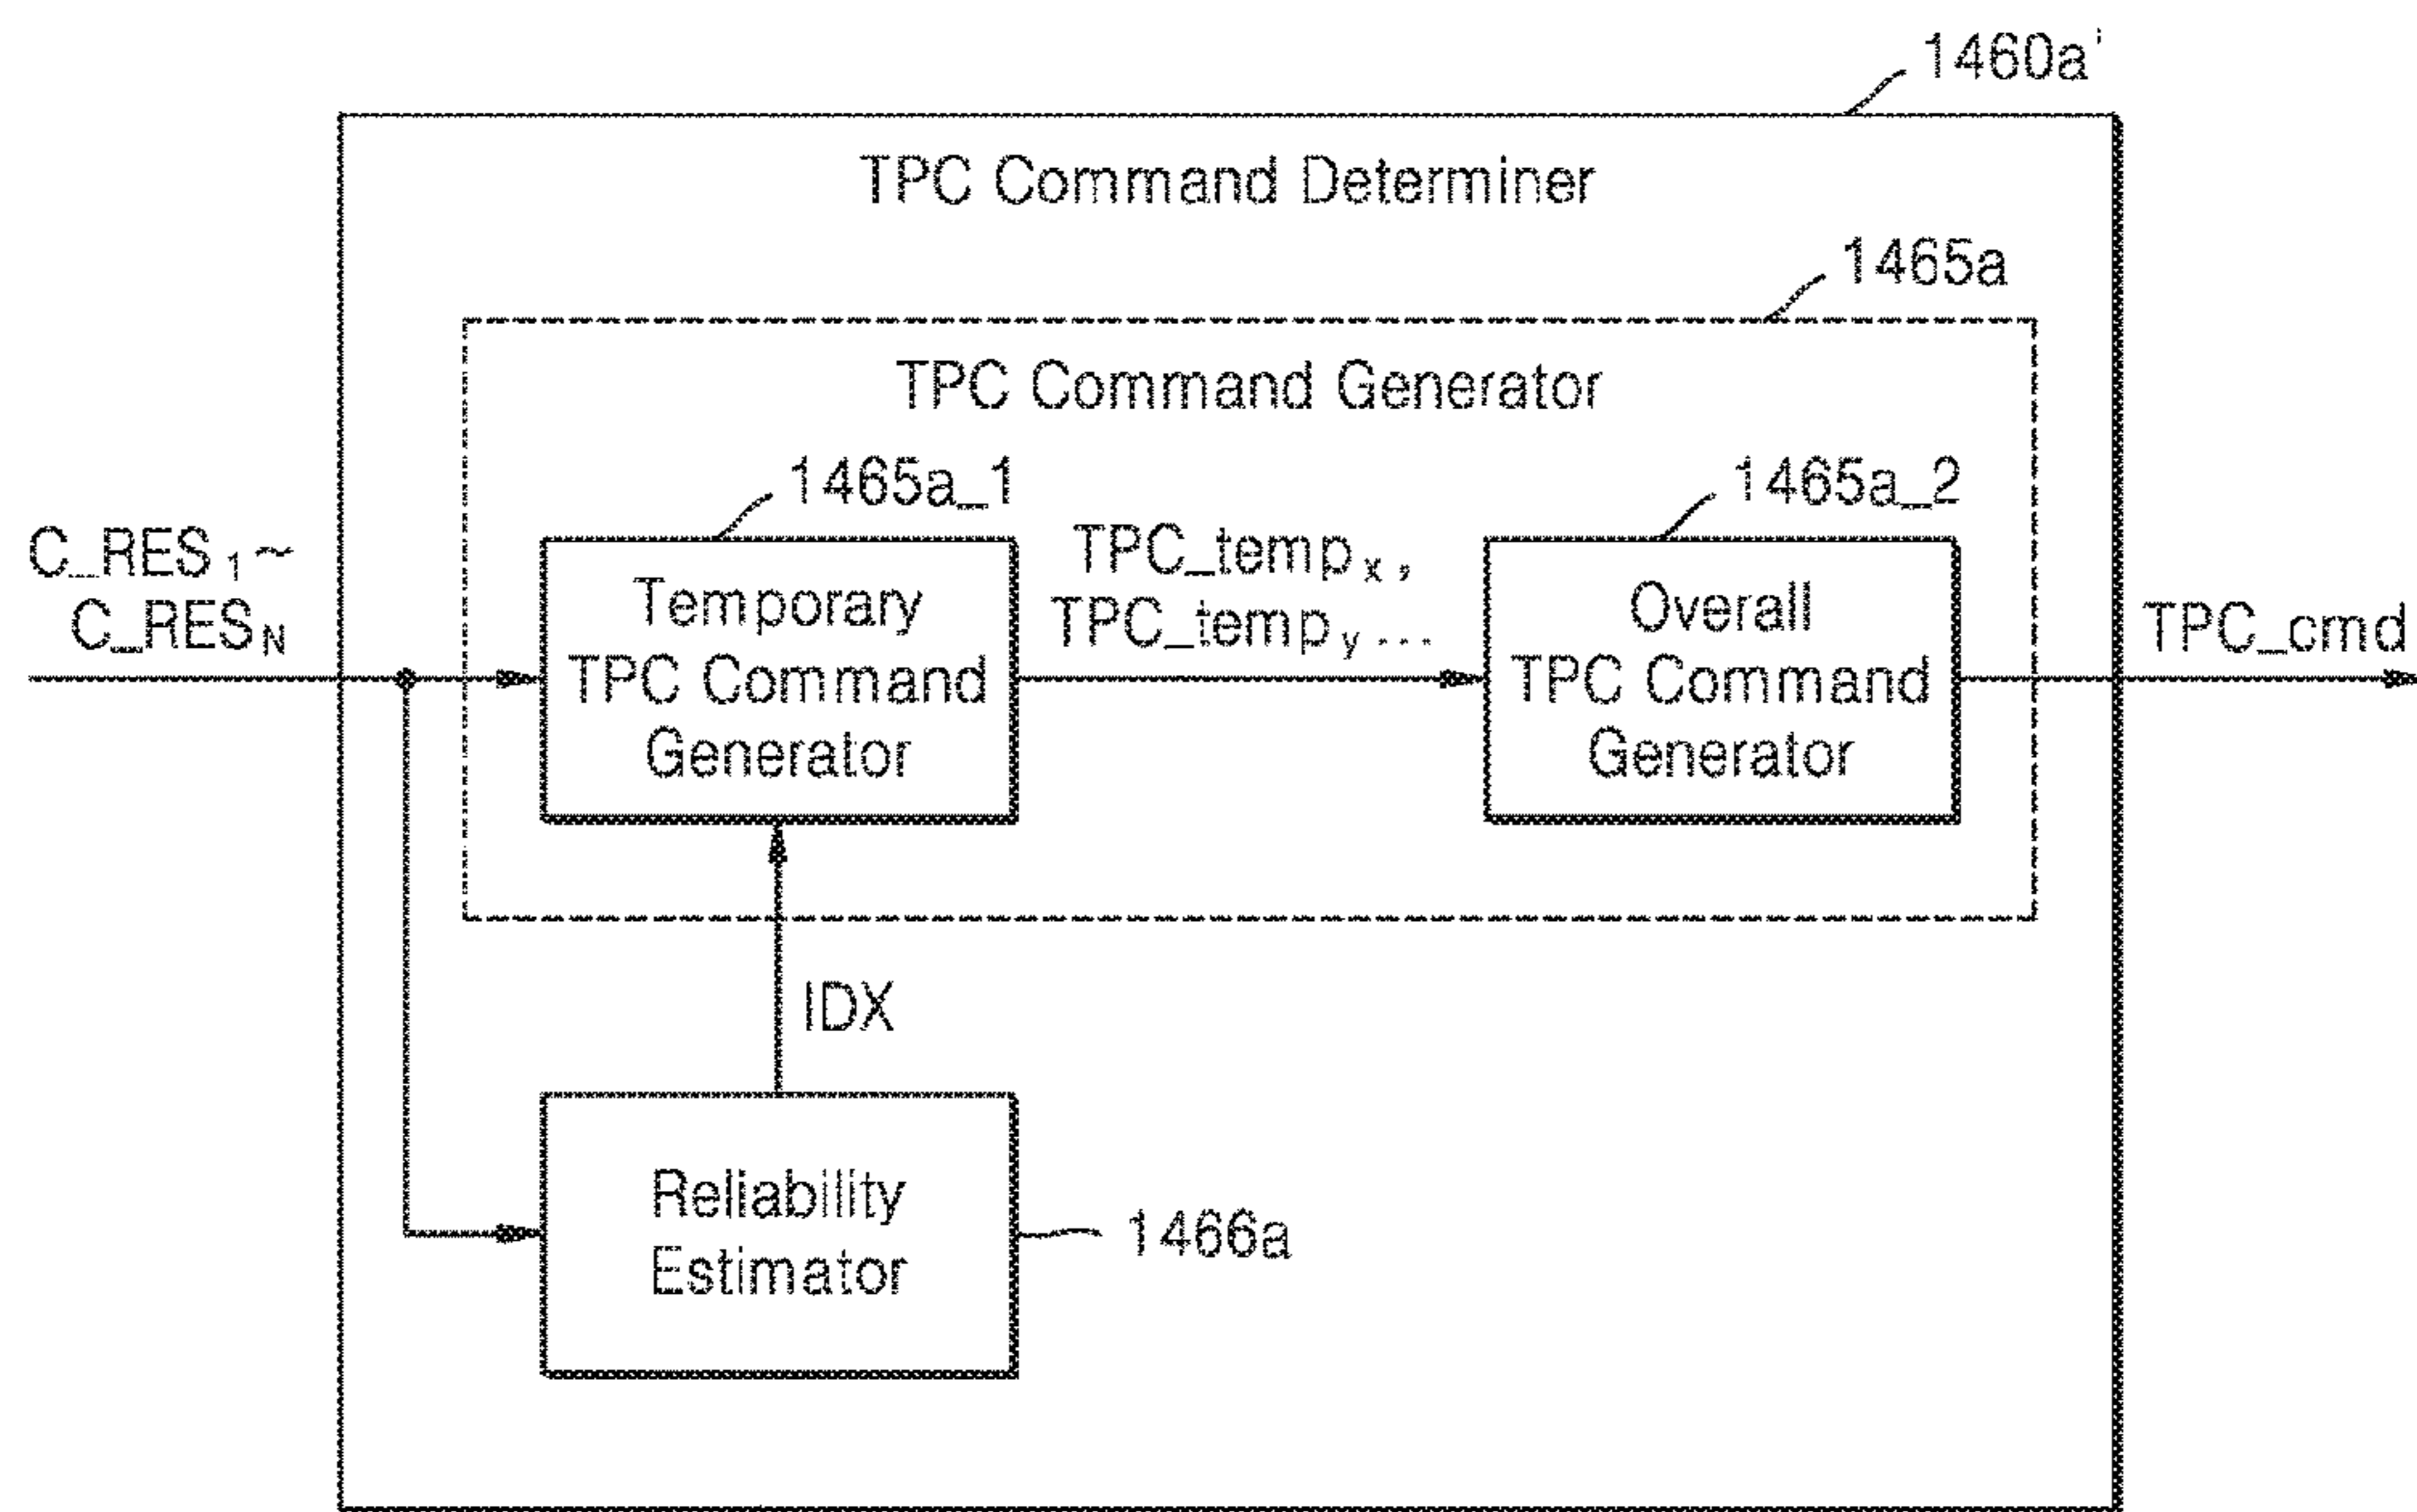 1460a'
TPC Command Determiner
1465a
TPC Command Generator
1465a_1
1465a_2
C_RES1~
C_RESN
Temporary
TPC Command
Generator
TPC_tempx,
TPC_tempy...
Overall
TPC Command
Generator
TPC_cmd
IDX
Reliability
Estimator
1466a